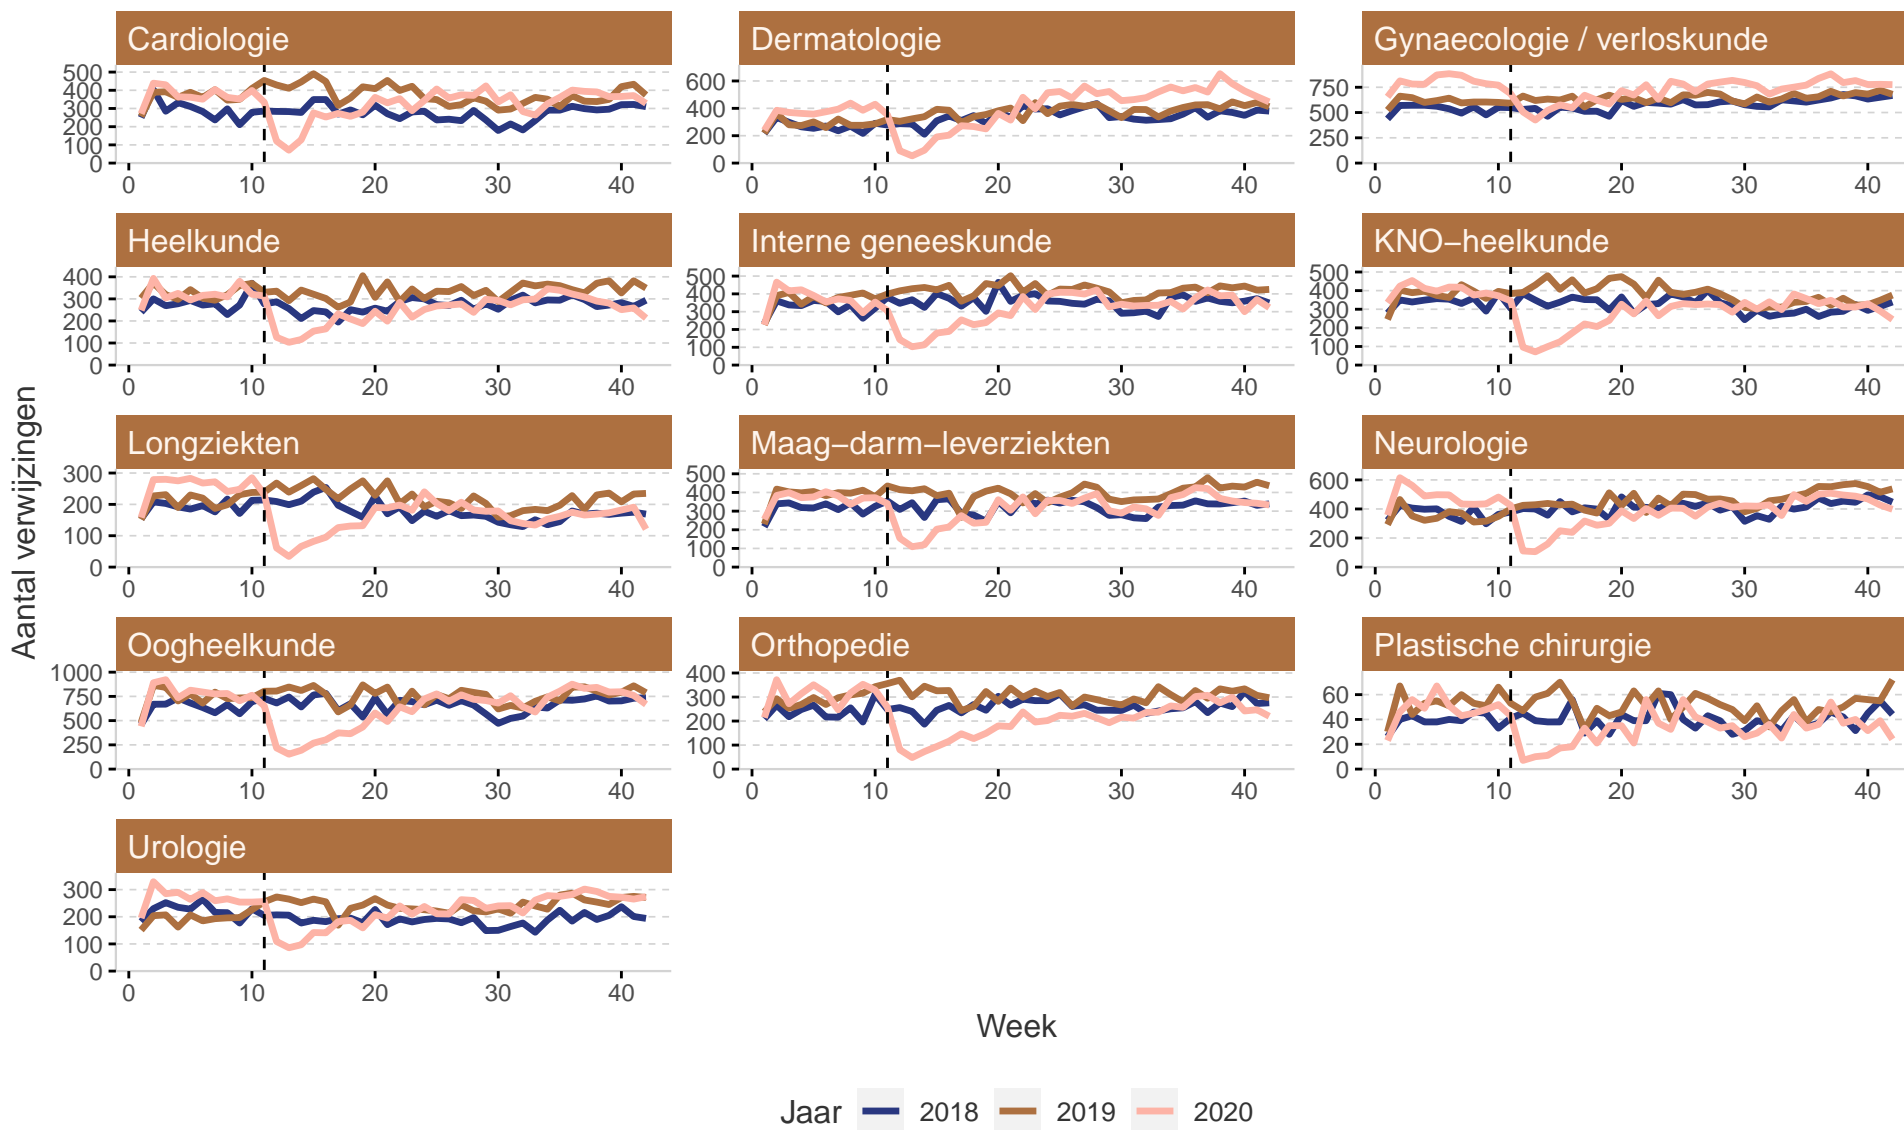 Cardiologie
Dermatologie
Gynaecologie / verloskunde
500
400
300
200
100
0
0 10 20 30 40
600
400
200
0
0 10 20 30 40
750
500
250
0
0 10 20 30 40
Heelkunde
Interne geneeskunde
KNO−heelkunde
400
300
200
100
0
0 10 20 30 40
500
400
300
200
100
0
0 10 20 30 40
500
400
300
200
100
0
0 10 20 30 40
Aantal verwijzingen
Longziekten
Maag−darm−leverziekten
Neurologie
300
200
100
0
0 10 20 30 40
500
400
300
200
100
0
0 10 20 30 40
600
400
200
0
0 10 20 30 40
Oogheelkunde
Orthopedie
Plastische chirurgie
1000
750
500
250
0
0 10 20 30 40
400
300
200
100
0
0 10 20 30 40
60
40
20
0
0 10 20 30 40
Urologie
300
200
100
0
0 10 20 30 40
Week
Jaar 2018 2019 2020